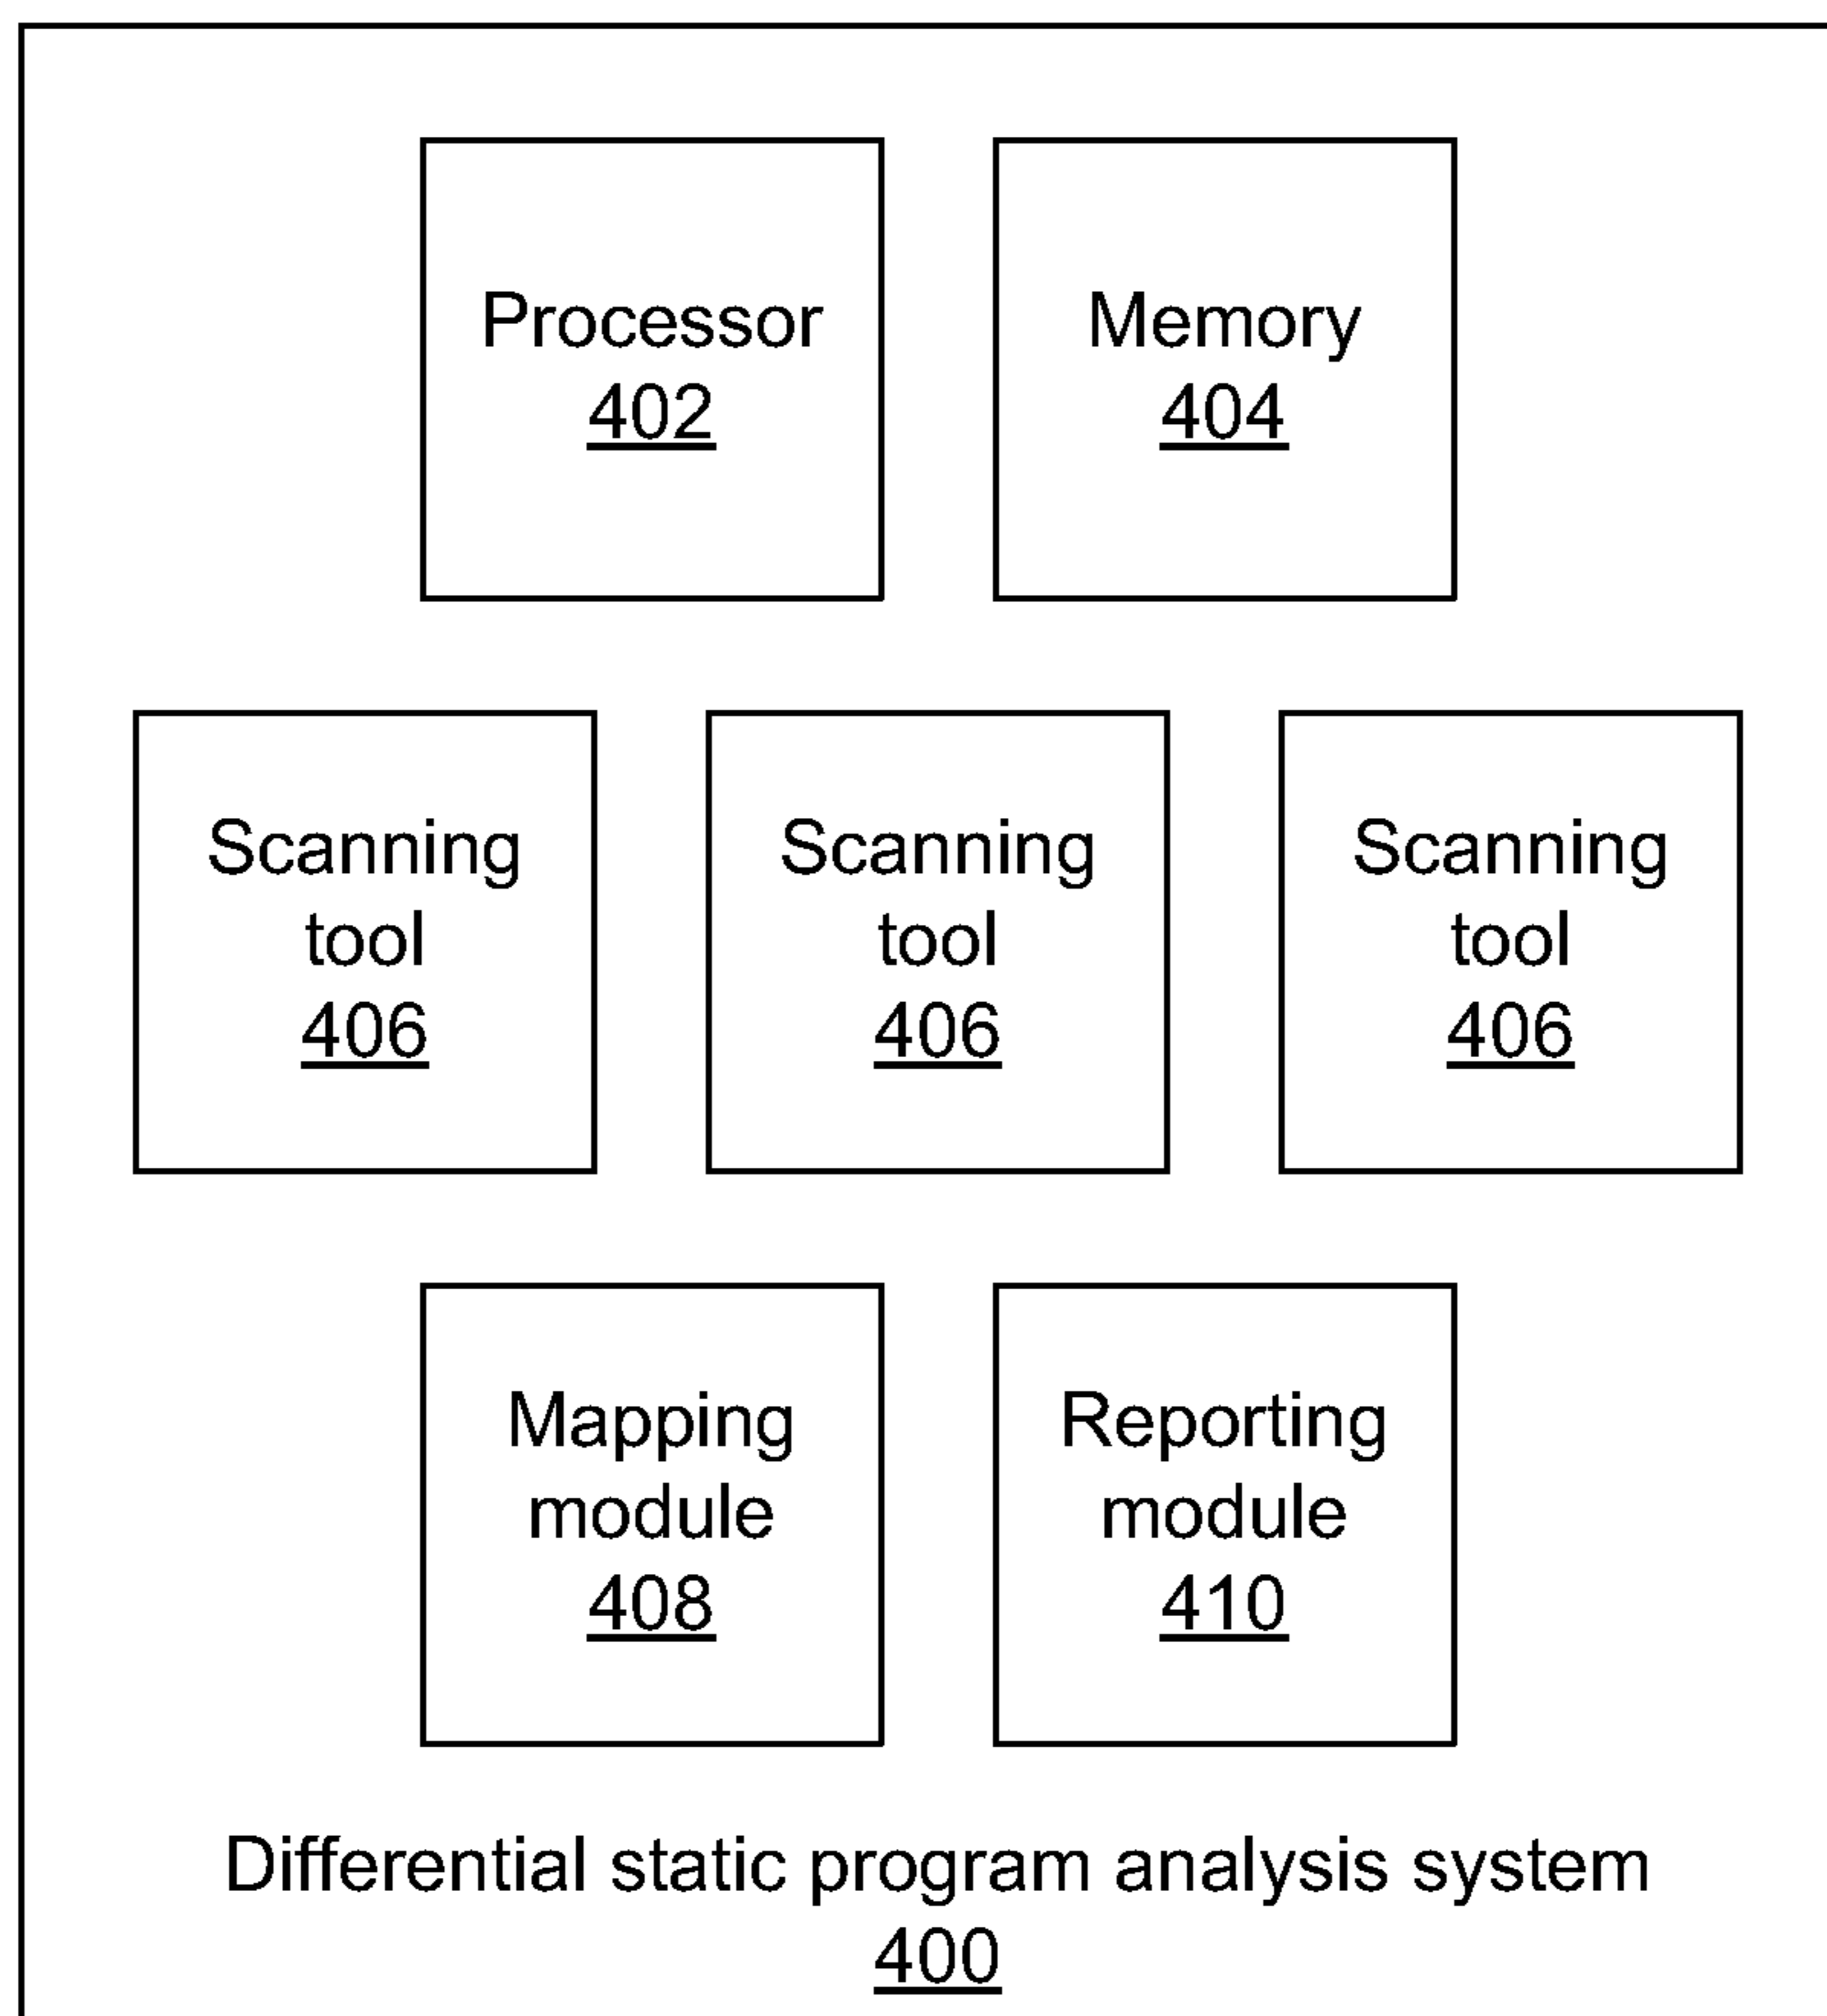 Processor
402
Memory
404
Scanning
tool
406
Scanning
tool
406
Scanning
tool
406
Mapping
module
408
Reporting
module
410
Differential static program analysis system
400